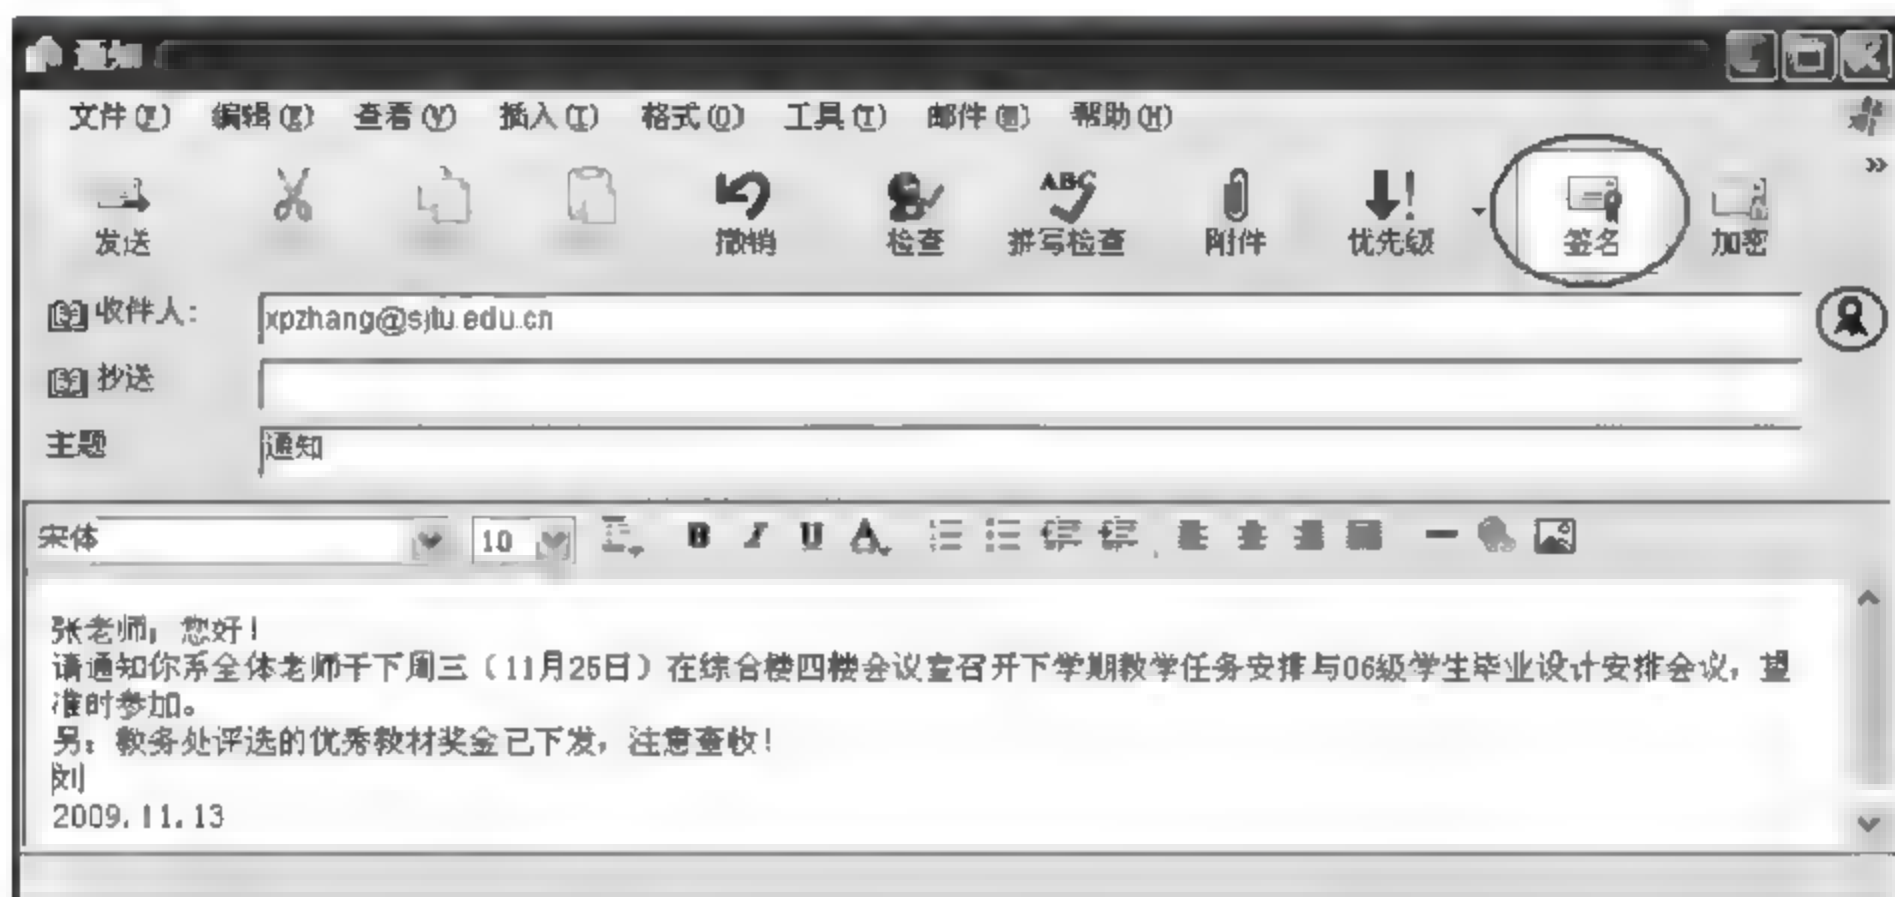 通知
文件(F) 编辑(E) 查看(V) 插入(I) 格式(O) 工具(T) 邮件(M) 帮助(H)
发送 撤销 检查 拼写检查 附件 优先级 签名 加密
收件人: xpzhang@sjtu.edu.cn
抄送
主题 通知
宋体 10 B I U A
张老师，您好！
请通知你系全体老师于下周三（11月25日）在综合楼四楼会议室召开下学期教学任务安排与06级学生毕业设计安排会议，望
准时参加。
另：教务处评选的优秀教材奖金已下发，注意查收！
刘
2009.11.13